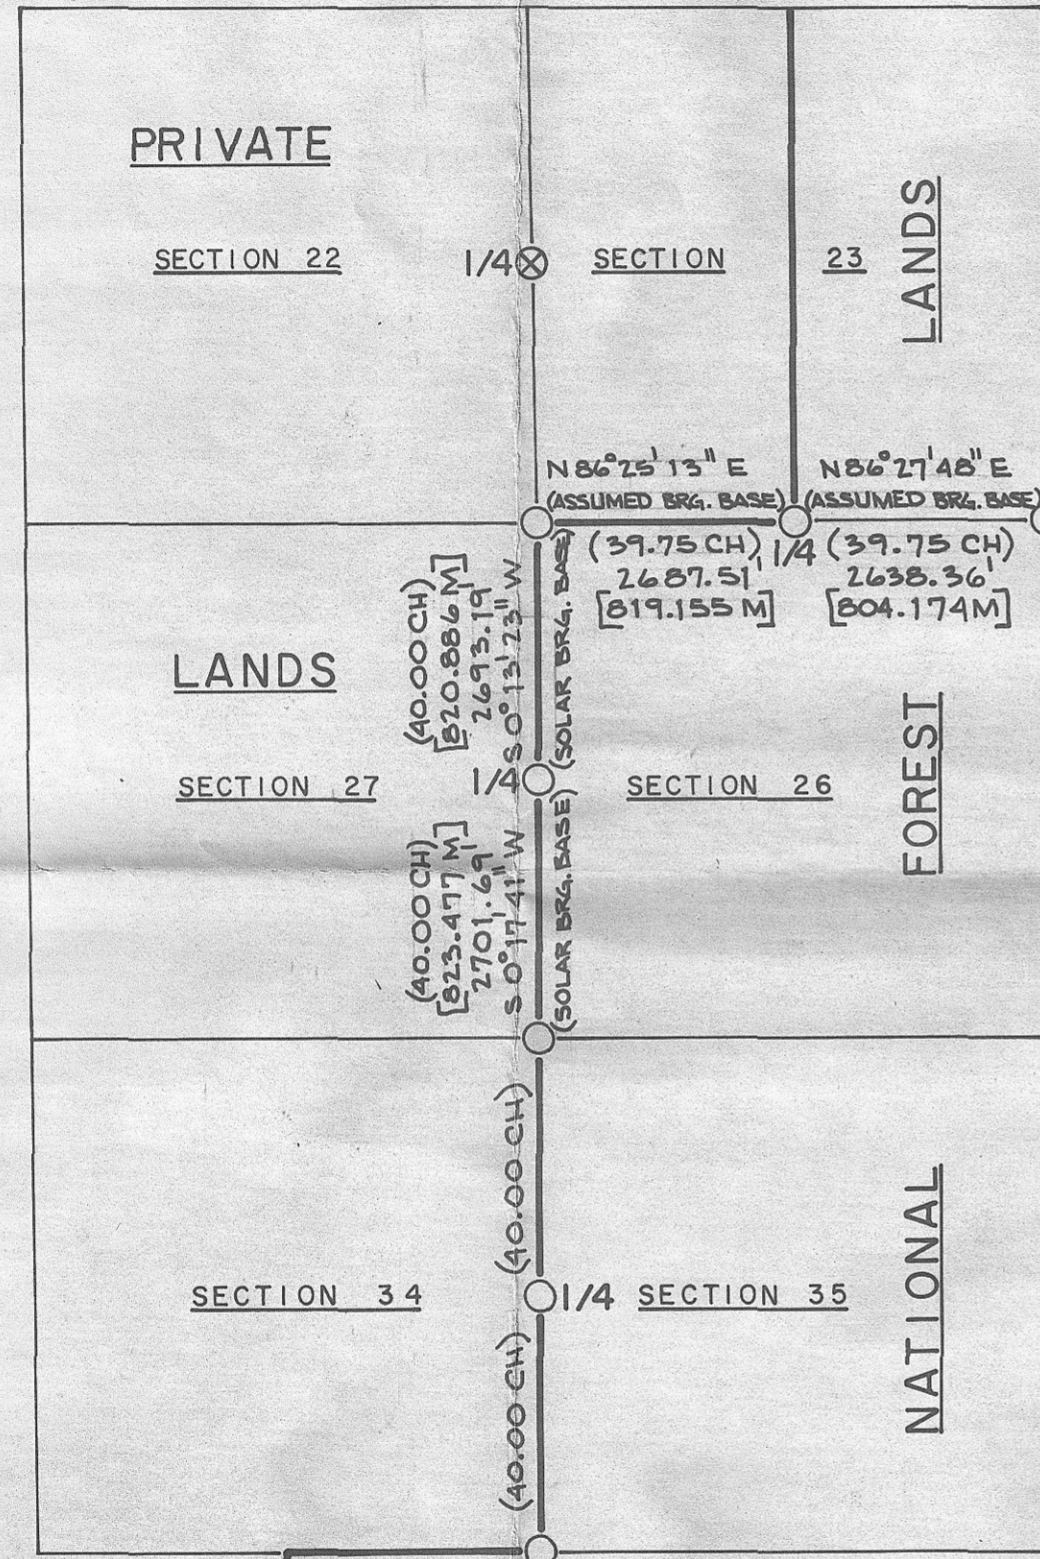 PRIVATE
SECTION 22
1/4
SECTION 23
LANDS
N 86° 25' 13" E
(ASSUMED BRG. BASE)
(39.75 CH)
2687.51'
[819.155 M]
1/4
N 86° 27' 48" E
(ASSUMED BRG. BASE)
(39.75 CH)
2638.36'
[804.174 M]
LANDS
(40.00 CH)
[820.886 M]
2693.19'
S 0° 13' 23" W
(SOLAR BRG. BASE)
SECTION 27
1/4
SECTION 26
FOREST
(40.00 CH)
[823.477 M]
2701.69'
S 0° 17' 41" W
(SOLAR BRG. BASE)
(40.00 CH)
SECTION 34
1/4
SECTION 35
NATIONAL
(40.00 CH)